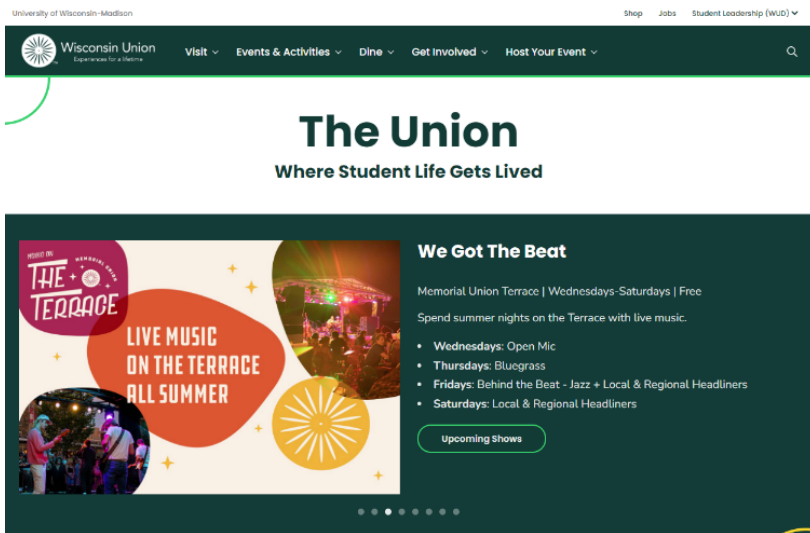 University of Wisconsin-Madison
Shop Jobs Student Leadership (WUD)
Wisconsin Union
Experiences for a lifetime
Visit Events & Activities Dine Get Involved Host Your Event
The Union
Where Student Life Gets Lived
MUSIC ON
THE
MEMORIAL UNION
TERRACE
LIVE MUSIC
ON THE TERRACE
ALL SUMMER
We Got The Beat
Memorial Union Terrace | Wednesdays-Saturdays | Free
Spend summer nights on the Terrace with live music.
• Wednesdays: Open Mic
• Thursdays: Bluegrass
• Fridays: Behind the Beat - Jazz + Local & Regional Headliners
• Saturdays: Local & Regional Headliners
Upcoming Shows